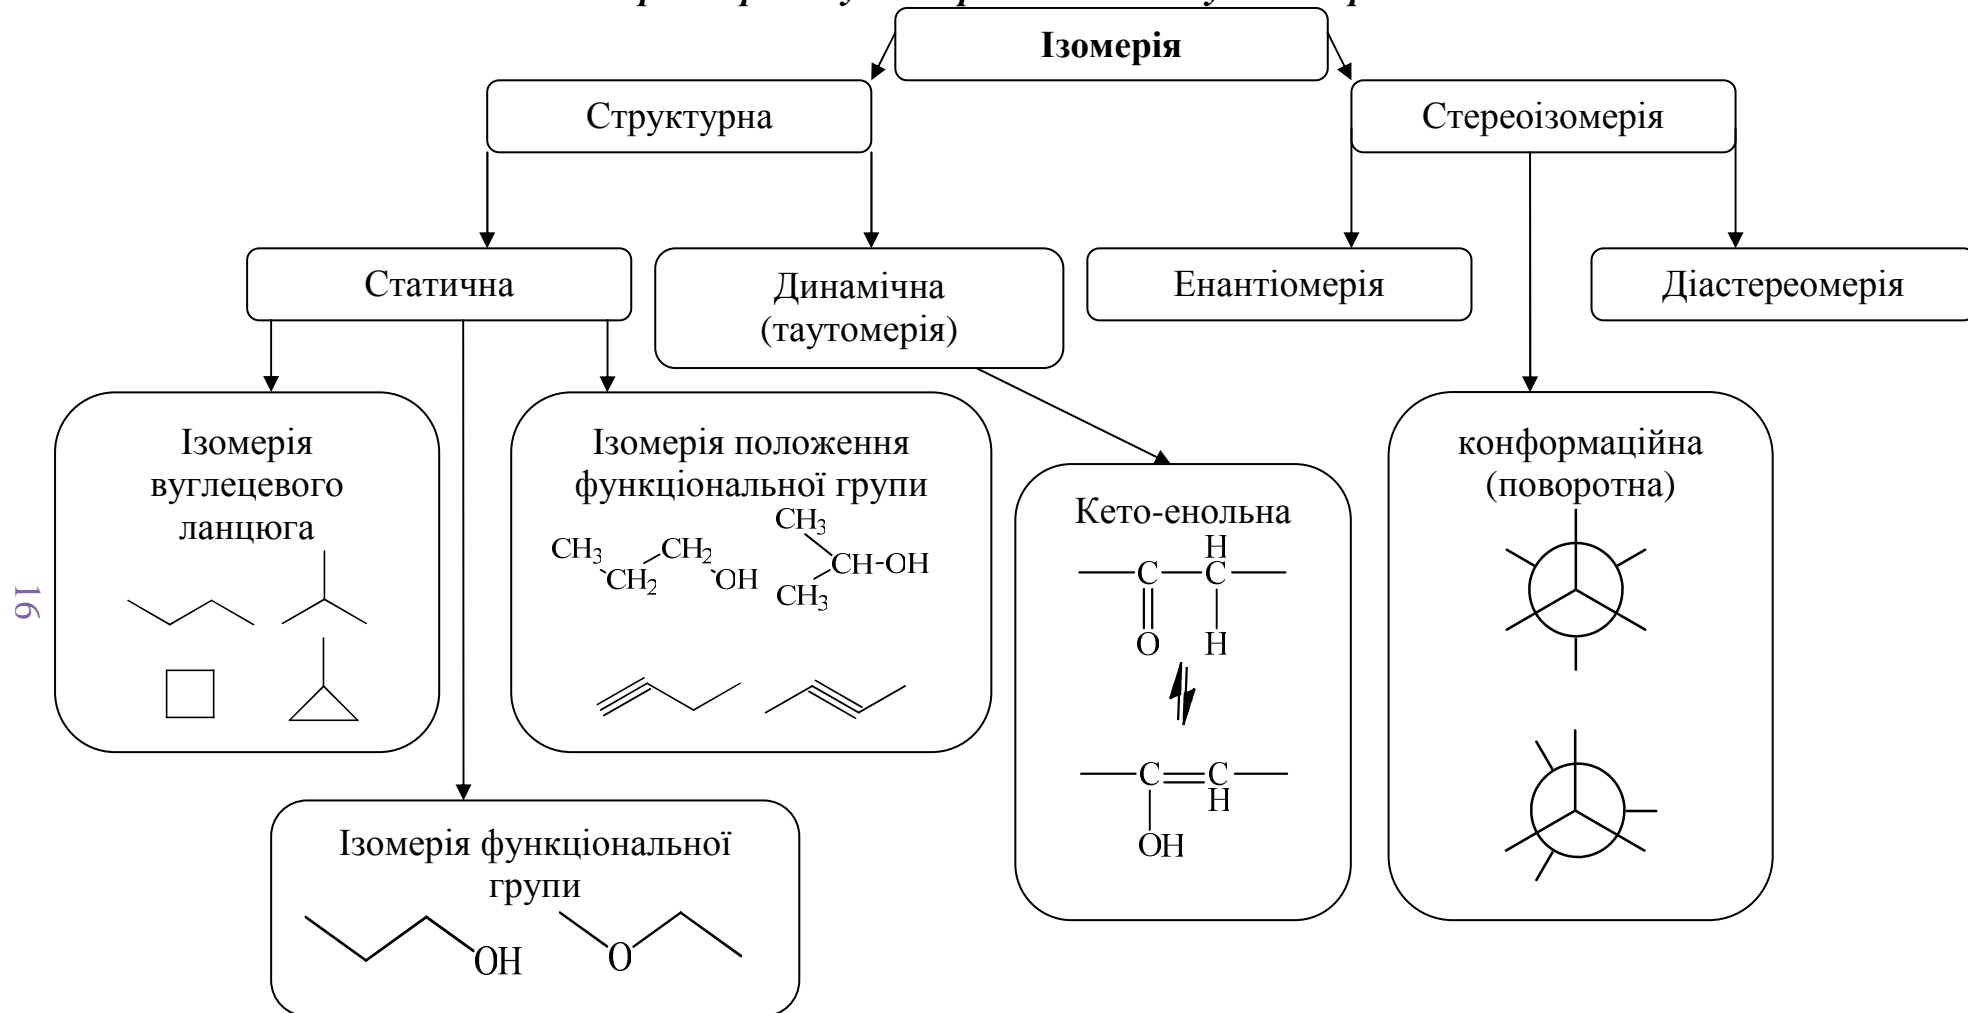 Ізомерія
Структурна
Стереоізомерія
Статична
Динамічна
(таутомерія)
Енантіомерія
Діастереомерія
Ізомерія
вуглецевого
ланцюга
Ізомерія положення
функціональної групи
CH3
CH2
CH2
OH
CH3
CH-OH
CH3
Кето-енольна
H
C
C
O
H
C
C
H
OH
конформаційна
(поворотна)
Ізомерія функціональної
групи
OH
O
16